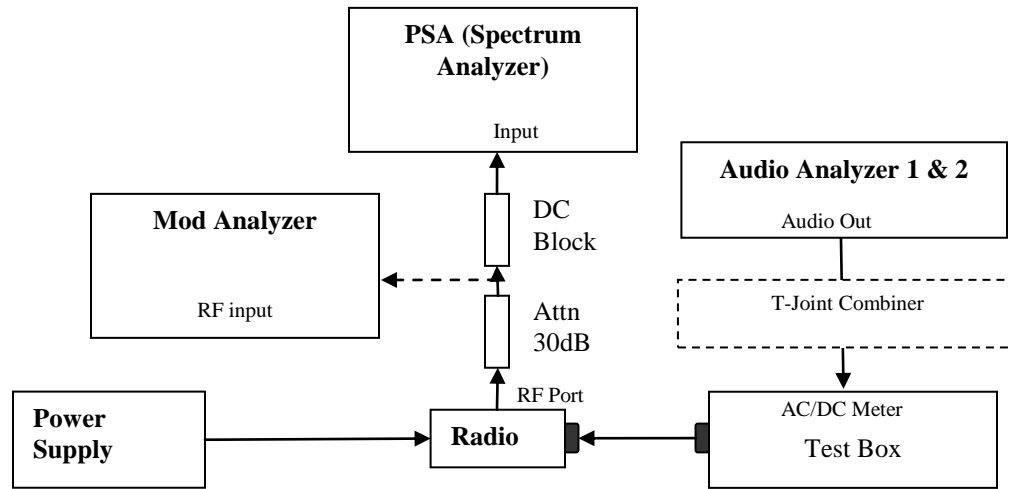 PSA (Spectrum
Analyzer)
Input
Audio Analyzer 1 & 2
Audio Out
Mod Analyzer
RF input
DC
Block
T-Joint Combiner
Attn
30dB
RF Port
Power
Supply
Radio
AC/DC Meter
Test Box